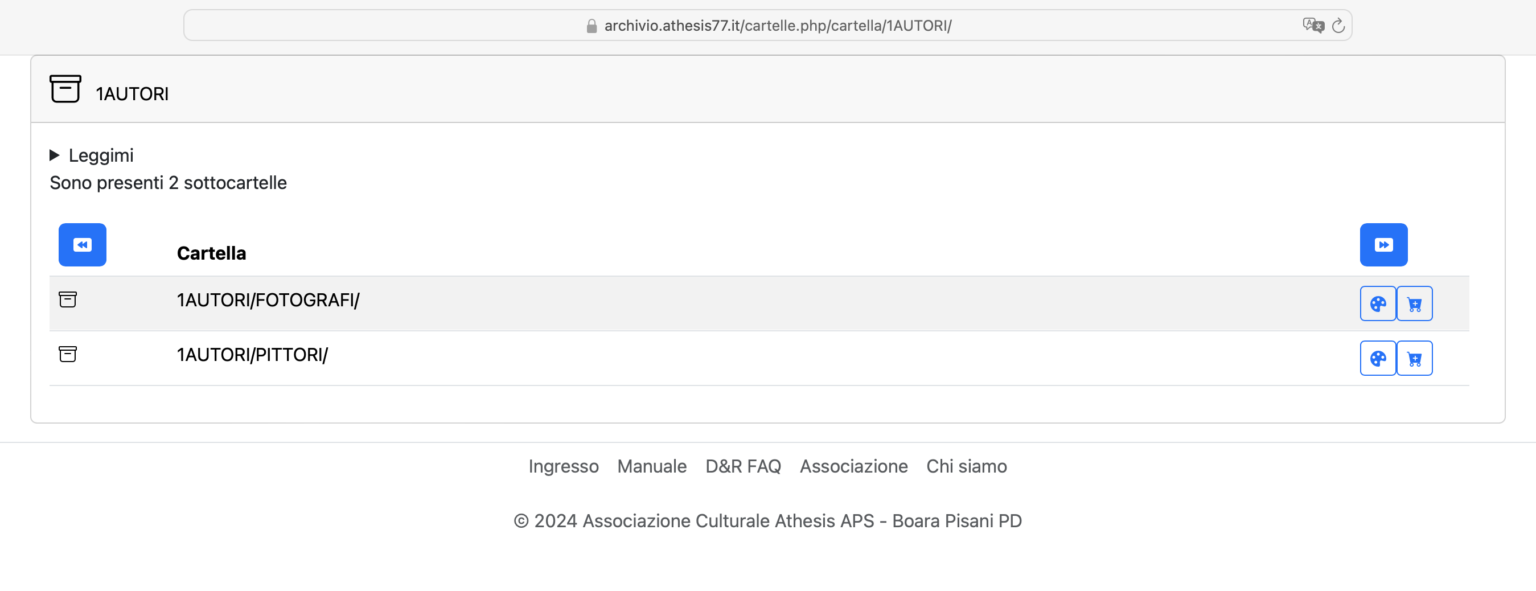 archivio.athesis77.it/cartelle.php/cartella/1AUTORI/
1AUTORI
Leggimi
Sono presenti 2 sottocartelle
Cartella
1AUTORI/FOTOGRAFI/
1AUTORI/PITTORI/
Ingresso Manuale D&R FAQ Associazione Chi siamo
© 2024 Associazione Culturale Athesis APS - Boara Pisani PD